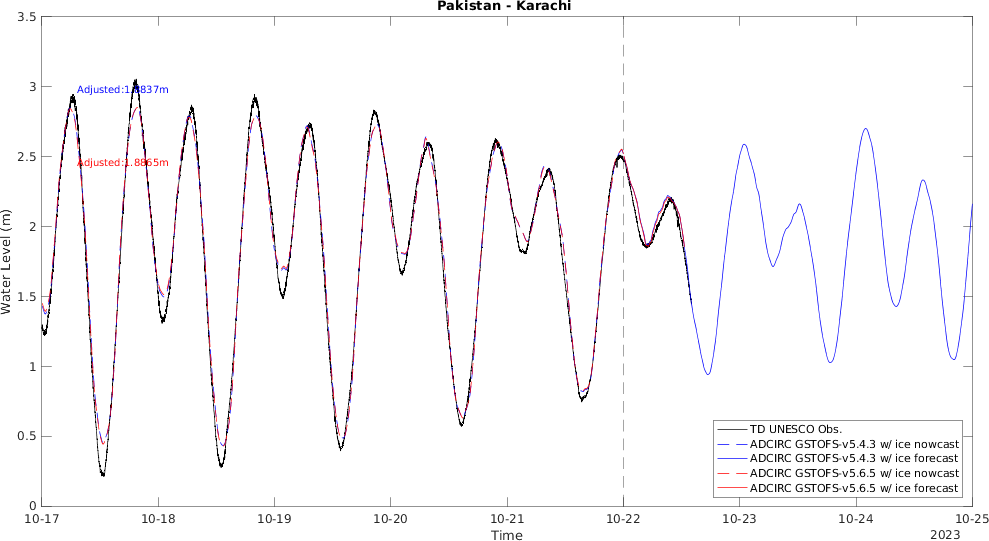 Pakistan - Karachi
3.5
3
2.5
2
1.5
1
0.5
0
Water Level (m)
Adjusted:1.8837m
Adjusted:1.8865m
TD UNESCO Obs.
ADCIRC GSTOFS-v5.4.3 w/ ice nowcast
ADCIRC GSTOFS-v5.4.3 w/ ice forecast
ADCIRC GSTOFS-v5.6.5 w/ ice nowcast
ADCIRC GSTOFS-v5.6.5 w/ ice forecast
10-17 10-18 10-19 10-20 10-21 10-22 10-23 10-24 10-25
Time
2023